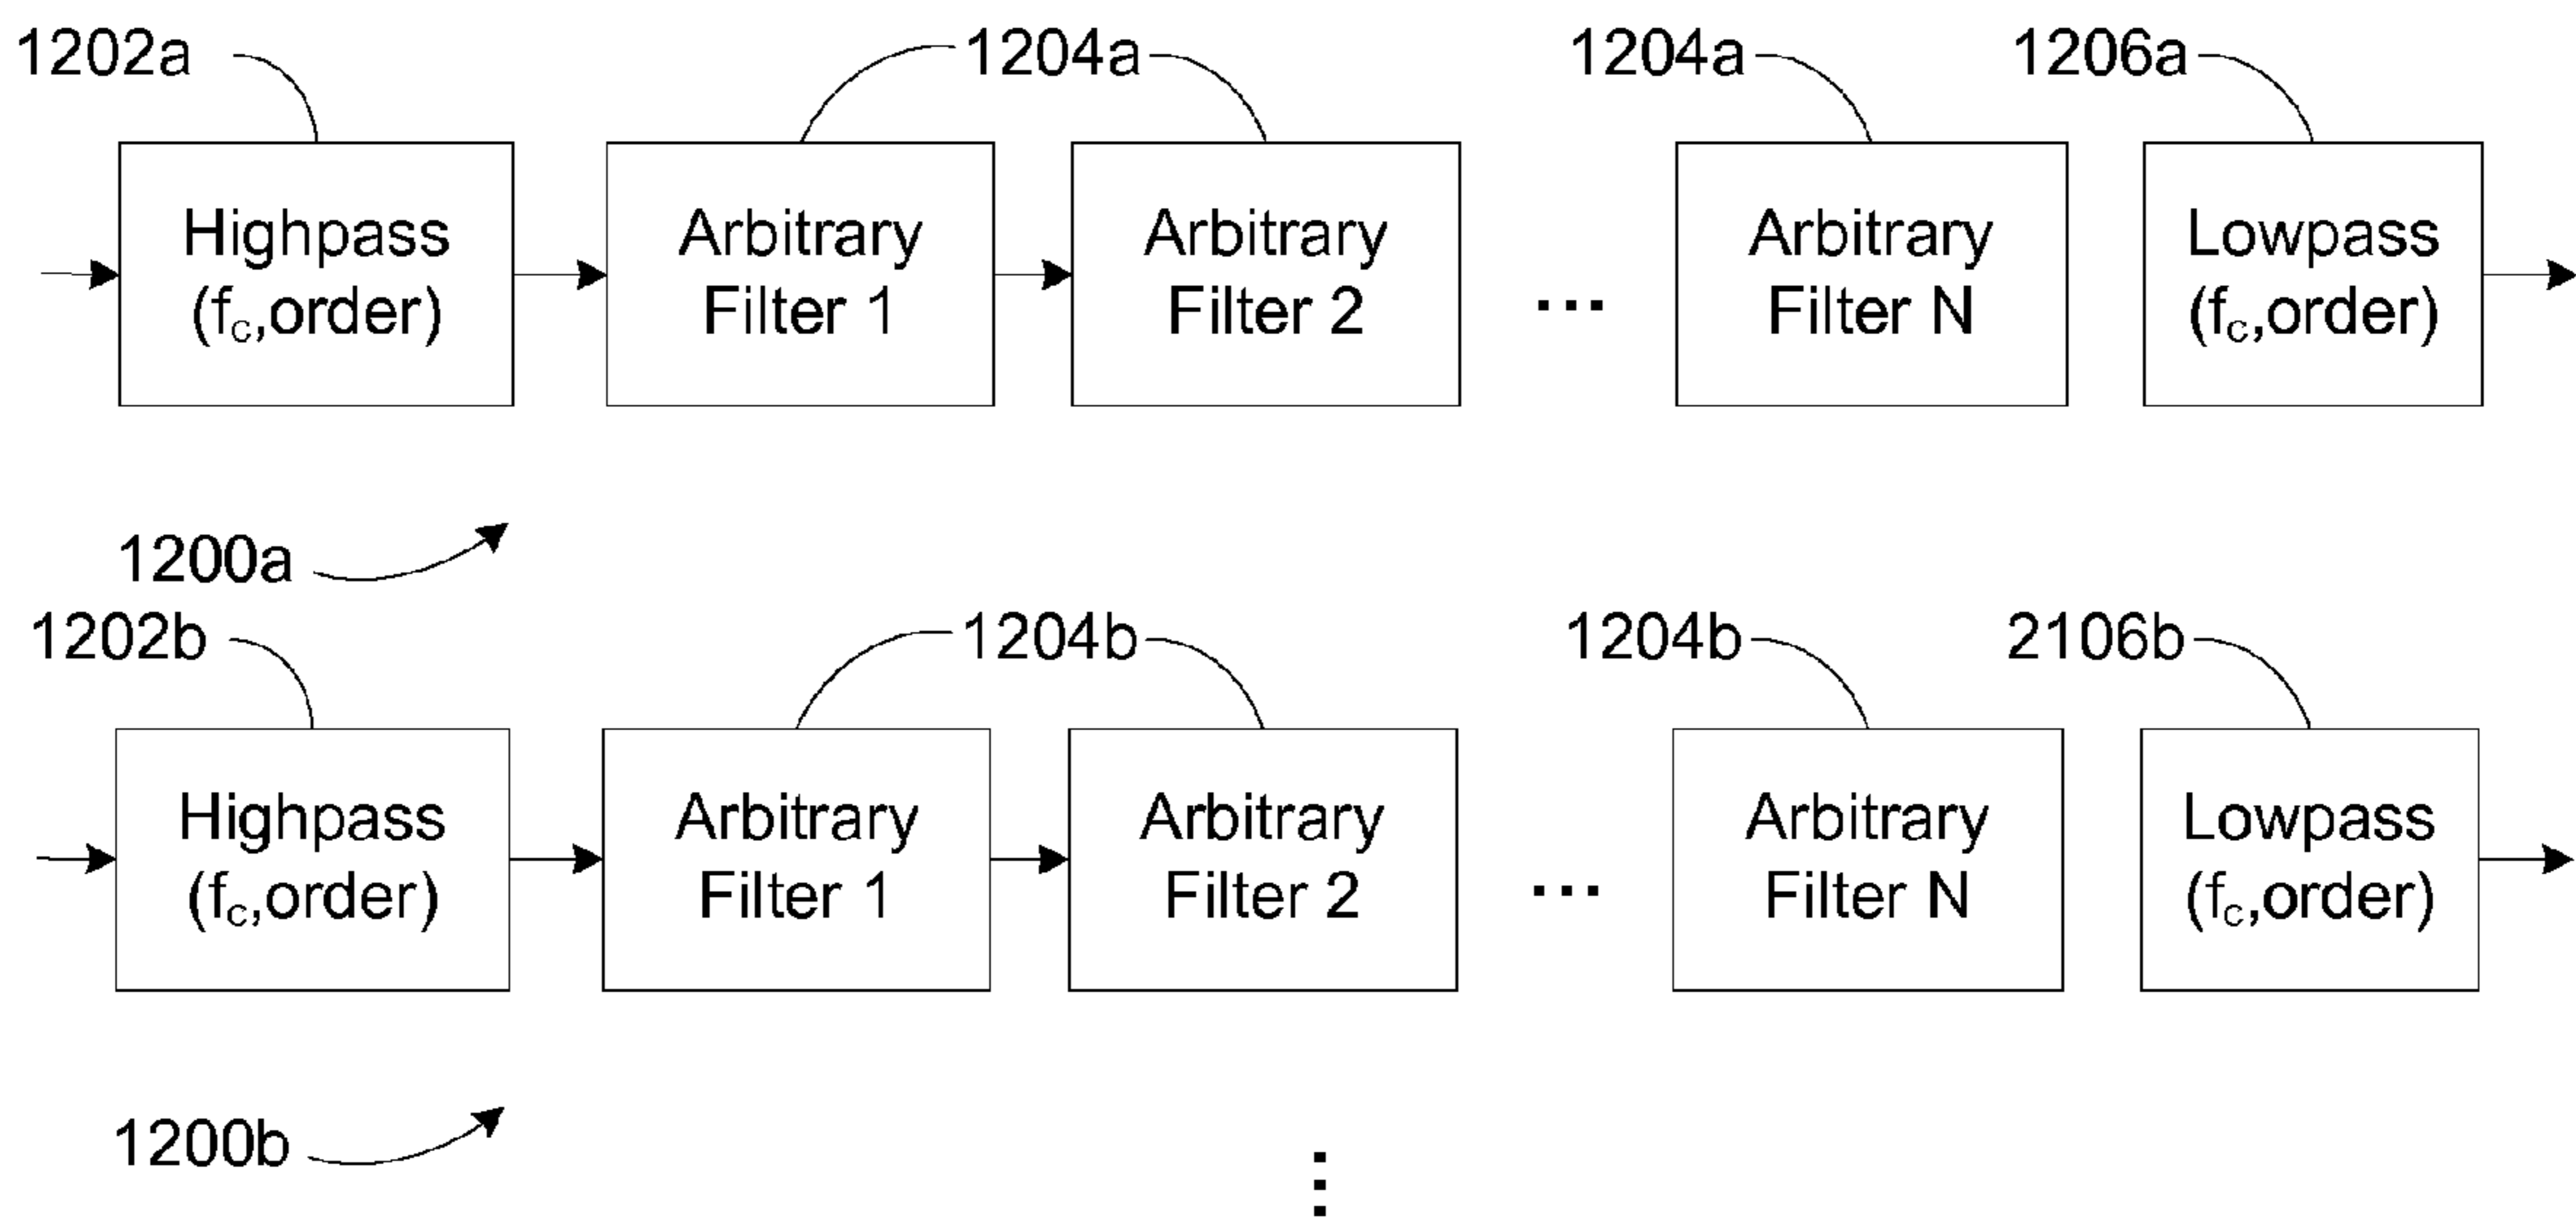 1202a 1204a 1204a 1206a
Highpass
(fc,order)
Arbitrary
Filter 1
Arbitrary
Filter 2
...
Arbitrary
Filter N
Lowpass
(fc,order)
1200a
1202b 1204b 1204b 2106b
Highpass
(fc,order)
Arbitrary
Filter 1
Arbitrary
Filter 2
...
Arbitrary
Filter N
Lowpass
(fc,order)
1200b